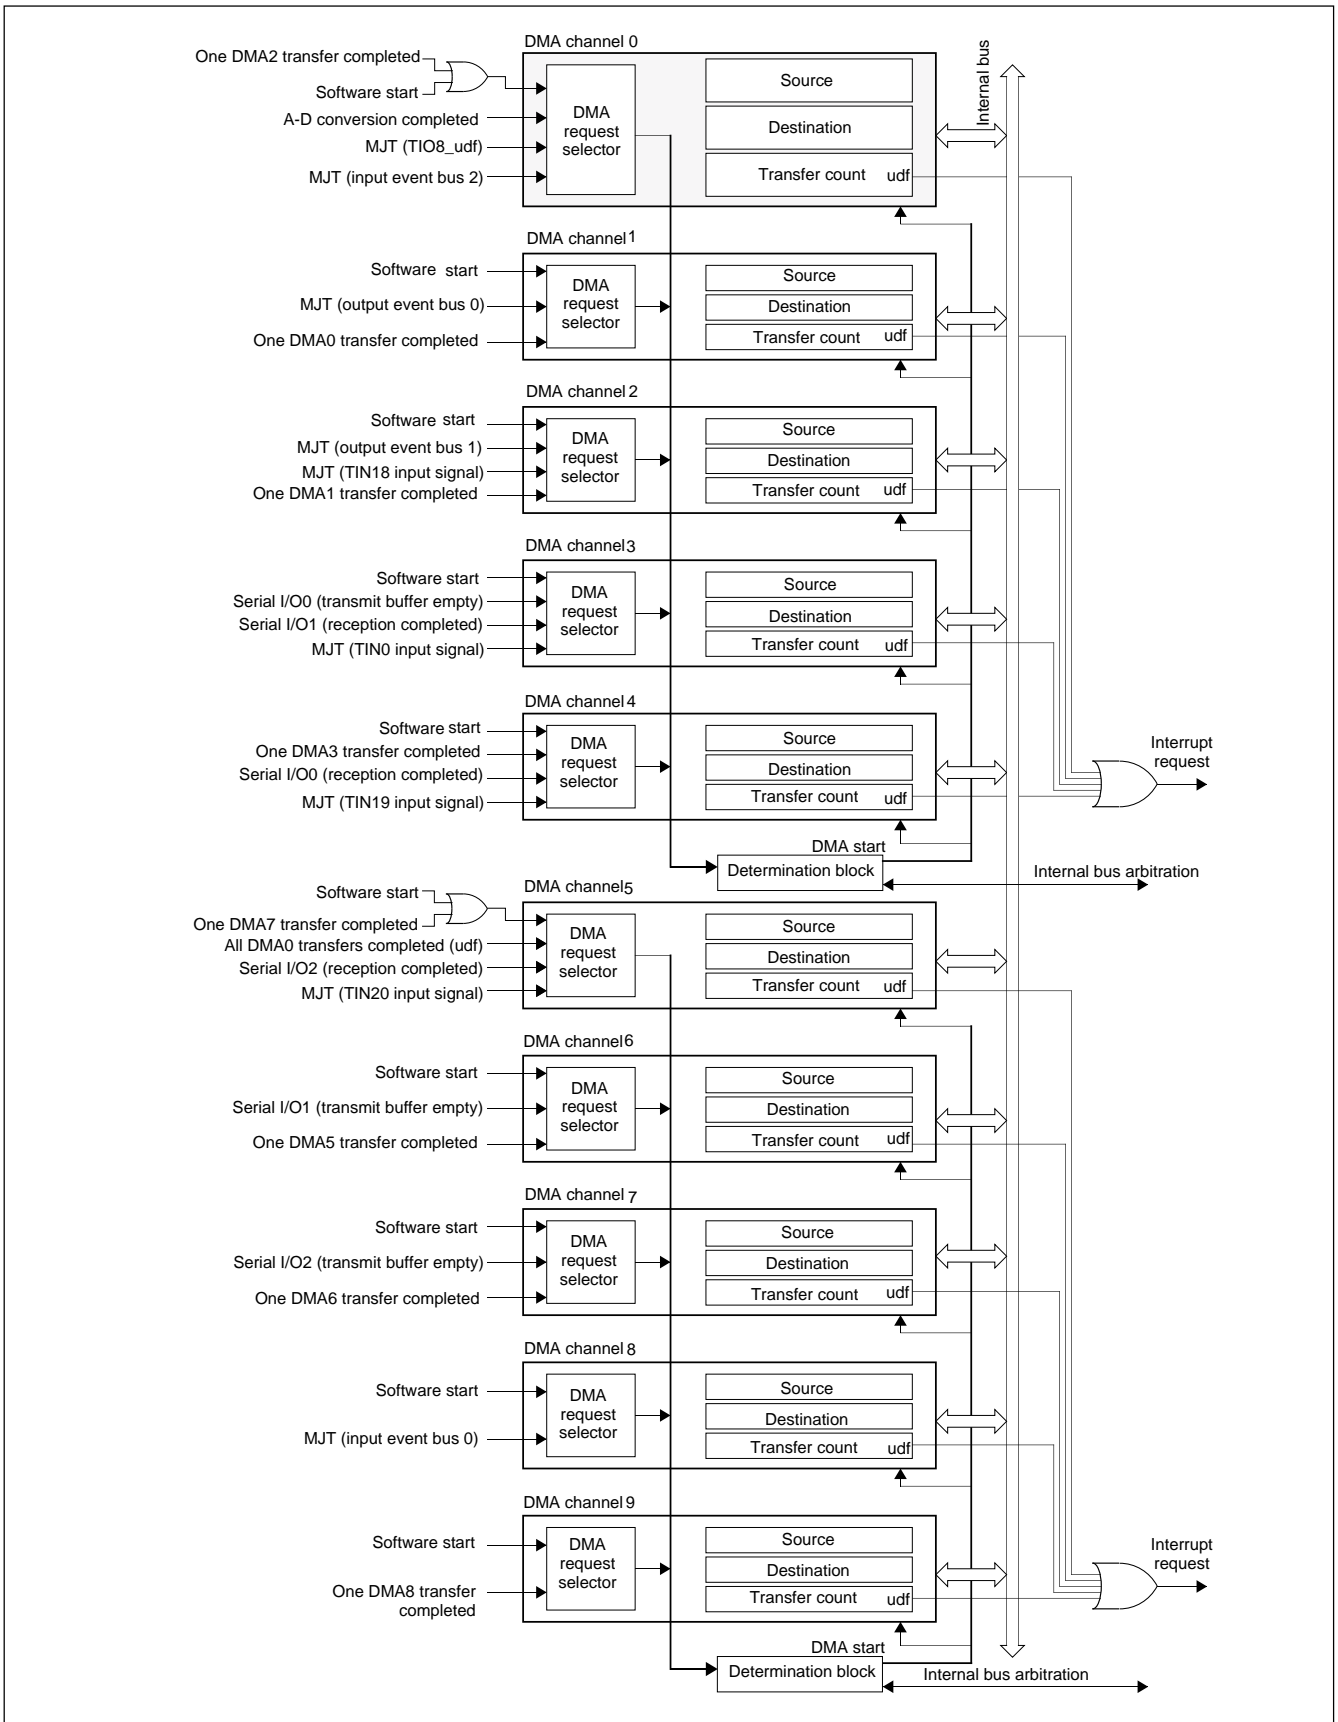 DMA channel 0
One DMA2 transfer completed
Software start
A-D conversion completed
MJT (TIO8_udf)
MJT (input event bus 2)
DMA
request
selector
Source
Destination
Transfer count udf
Internal bus
DMA channel 1
Software start
MJT (output event bus 0)
One DMA0 transfer completed
DMA
request
selector
Source
Destination
Transfer count udf
DMA channel 2
Software start
MJT (output event bus 1)
MJT (TIN18 input signal)
One DMA1 transfer completed
DMA
request
selector
Source
Destination
Transfer count udf
DMA channel 3
Software start
Serial I/O0 (transmit buffer empty)
Serial I/O1 (reception completed)
MJT (TIN0 input signal)
DMA
request
selector
Source
Destination
Transfer count udf
DMA channel 4
Software start
One DMA3 transfer completed
Serial I/O0 (reception completed)
MJT (TIN19 input signal)
DMA
request
selector
Source
Destination
Transfer count udf
Interrupt
request
DMA start
Determination block
Internal bus arbitration
DMA channel 5
Software start
One DMA7 transfer completed
All DMA0 transfers completed (udf)
Serial I/O2 (reception completed)
MJT (TIN20 input signal)
DMA
request
selector
Source
Destination
Transfer count udf
DMA channel 6
Software start
Serial I/O1 (transmit buffer empty)
One DMA5 transfer completed
DMA
request
selector
Source
Destination
Transfer count udf
DMA channel 7
Software start
Serial I/O2 (transmit buffer empty)
One DMA6 transfer completed
DMA
request
selector
Source
Destination
Transfer count udf
DMA channel 8
Software start
MJT (input event bus 0)
DMA
request
selector
Source
Destination
Transfer count udf
DMA channel 9
Software start
One DMA8 transfer
completed
DMA
request
selector
Source
Destination
Transfer count udf
Interrupt
request
DMA start
Determination block
Internal bus arbitration